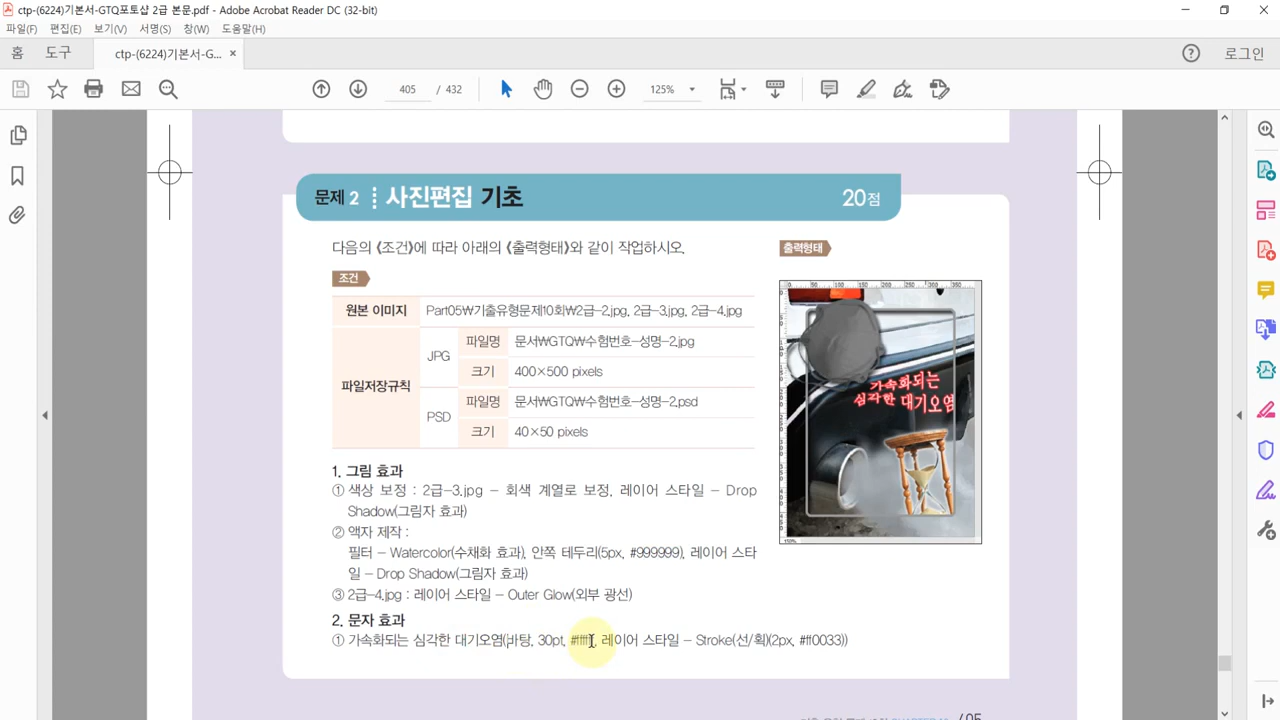 ctp-(6224)기본서-GTQ포토샵 2급 본문.pdf - Adobe Acrobat Reader DC (32-bit)
파일(F) 편집(E) 보기(V) 서명(S) 창(W) 도움말(H)
홈 도구 ctp-(6224)기본서-G... × 로그인
405 / 432 125%
문제 2 사진편집 기초 20점
다음의 《조건》에 따라 아래의 《출력형태》와 같이 작업하시오.
출력형태
조건
원본 이미지 Part05₩기출유형문제10회₩2급-2.jpg, 2급-3.jpg, 2급-4.jpg
파일저장규칙
JPG
파일명 문서₩GTQ₩수험번호-성명-2.jpg
크기 400×500 pixels
PSD
파일명 문서₩GTQ₩수험번호-성명-2.psd
크기 40×50 pixels
가속화되는
심각한 대기오염
1. 그림 효과
① 색상 보정 : 2급-3.jpg - 회색 계열로 보정, 레이어 스타일 - Drop
Shadow(그림자 효과)
② 액자 제작 :
필터 - Watercolor(수채화 효과), 안쪽 테두리(5px, #999999), 레이어 스타
일 - Drop Shadow(그림자 효과)
③ 2급-4.jpg : 레이어 스타일 - Outer Glow(외부 광선)
2. 문자 효과
① 가속화되는 심각한 대기오염(바탕, 30pt, 레이어 스타일 - Stroke(선/획)(2px, #ff0033))